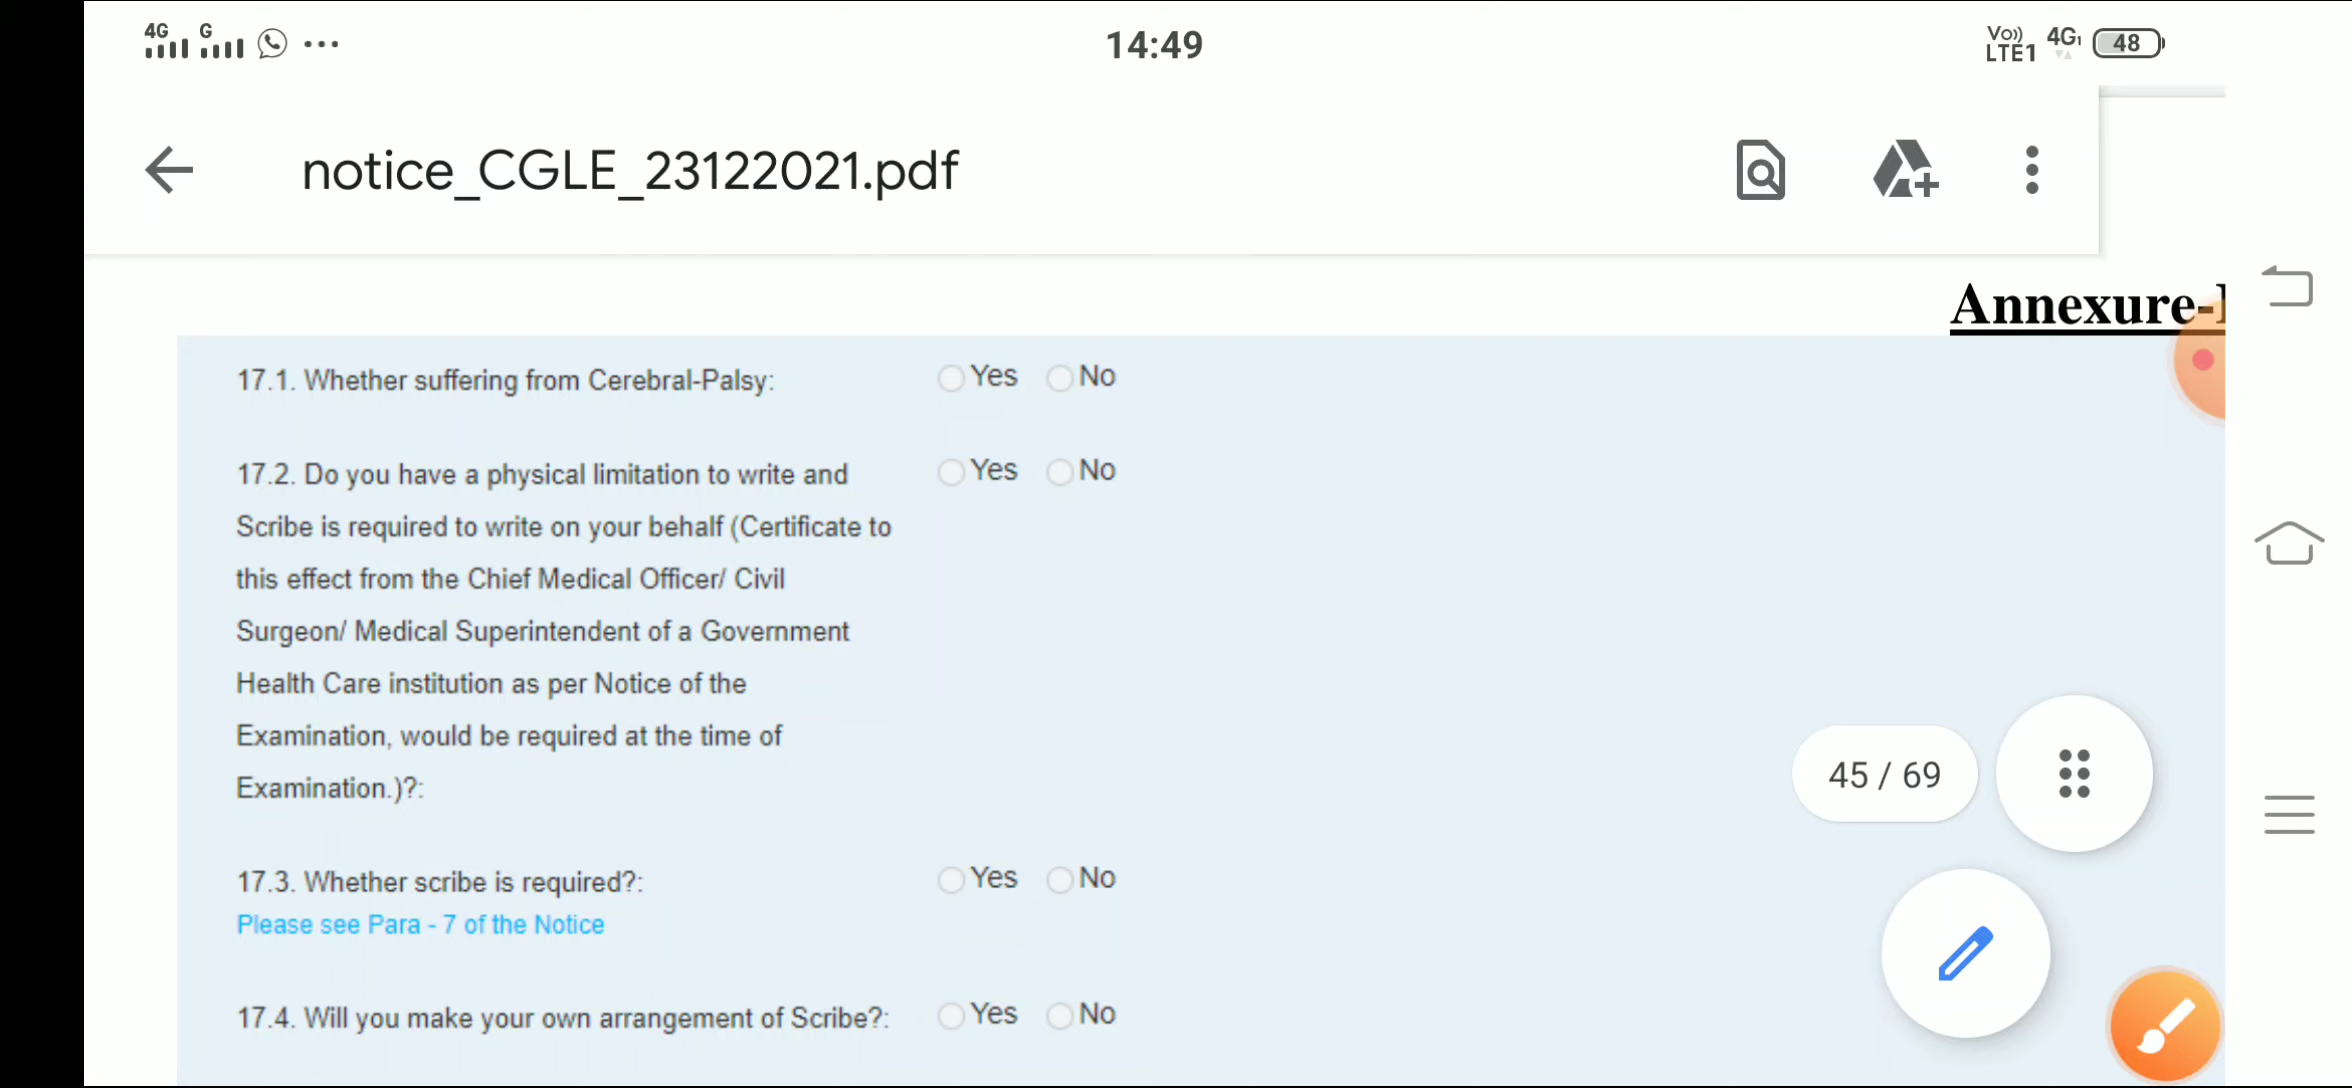 4G G 14:49 Vo)) LTE1 4G1 48
notice_CGLE_23122021.pdf
Annexure-
17.1. Whether suffering from Cerebral-Palsy: Yes No
17.2. Do you have a physical limitation to write and Yes No
Scribe is required to write on your behalf (Certificate to
this effect from the Chief Medical Officer/ Civil
Surgeon/ Medical Superintendent of a Government
Health Care institution as per Notice of the
Examination, would be required at the time of
Examination.)?:
45 / 69
17.3. Whether scribe is required?: Yes No
Please see Para - 7 of the Notice
17.4. Will you make your own arrangement of Scribe?: Yes No